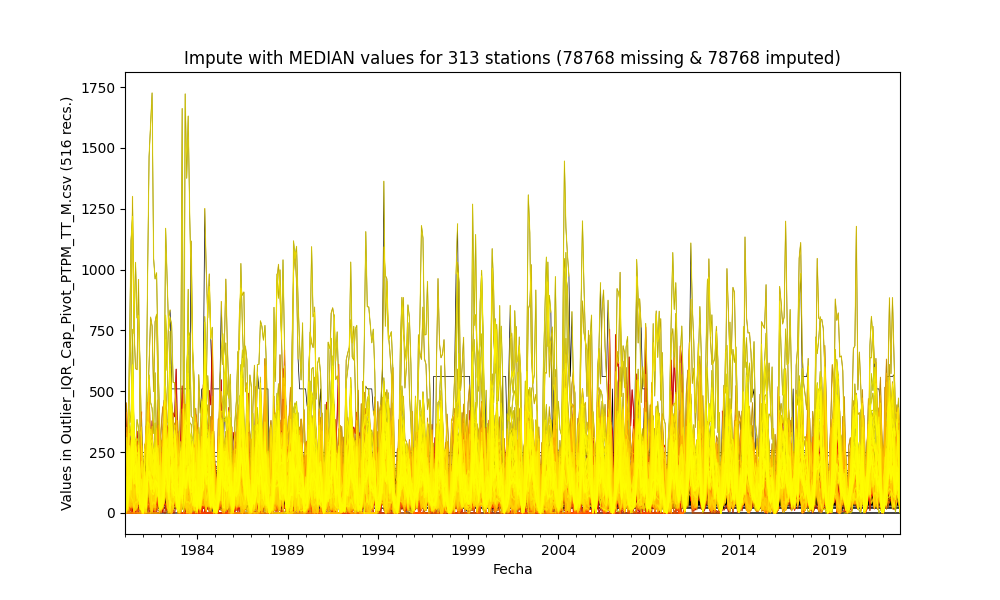 Impute with MEDIAN values for 313 stations (78768 missing & 78768 imputed)
Values in Outlier_IQR_Cap_Pivot_PTPM_TT_M.csv (516 recs.)
1750
1500
1250
1000
750
500
250
0
1984 1989 1994 1999 2004 2009 2014 2019
Fecha